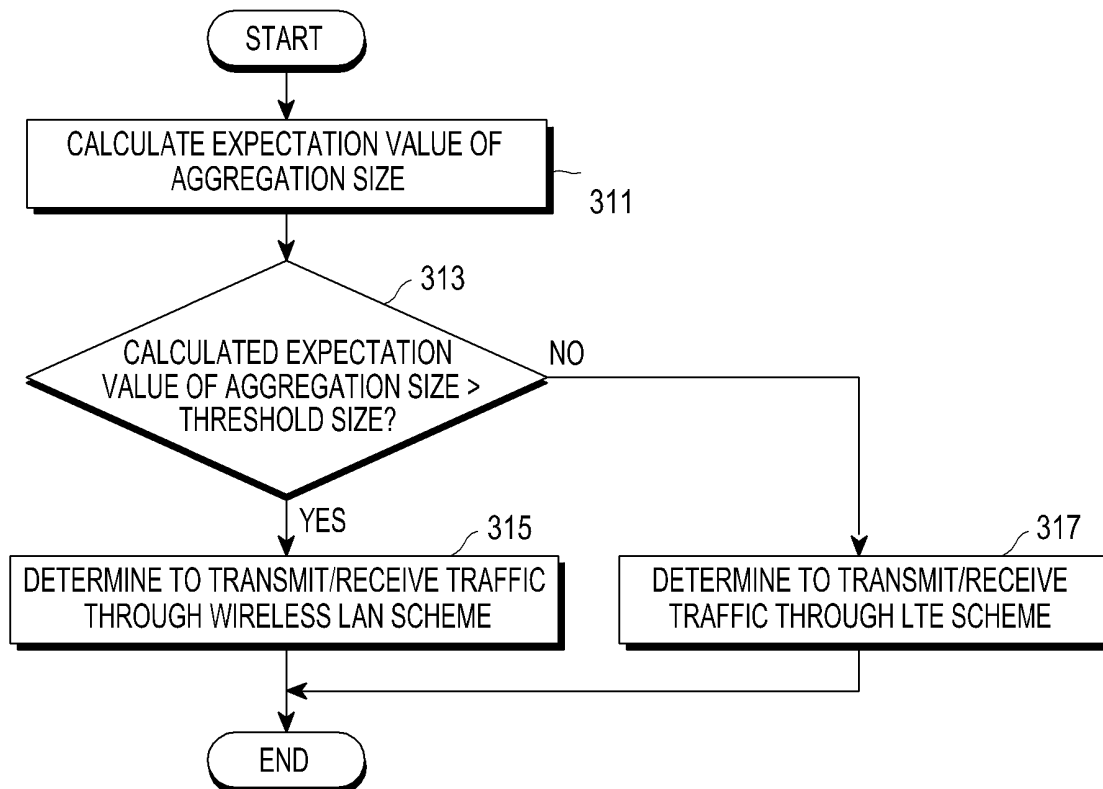 START
CALCULATE EXPECTATION VALUE OF
AGGREGATION SIZE
311
313
CALCULATED EXPECTATION
VALUE OF AGGREGATION SIZE >
THRESHOLD SIZE?
NO
YES
315
317
DETERMINE TO TRANSMIT/RECEIVE TRAFFIC
THROUGH WIRELESS LAN SCHEME
DETERMINE TO TRANSMIT/RECEIVE
TRAFFIC THROUGH LTE SCHEME
END